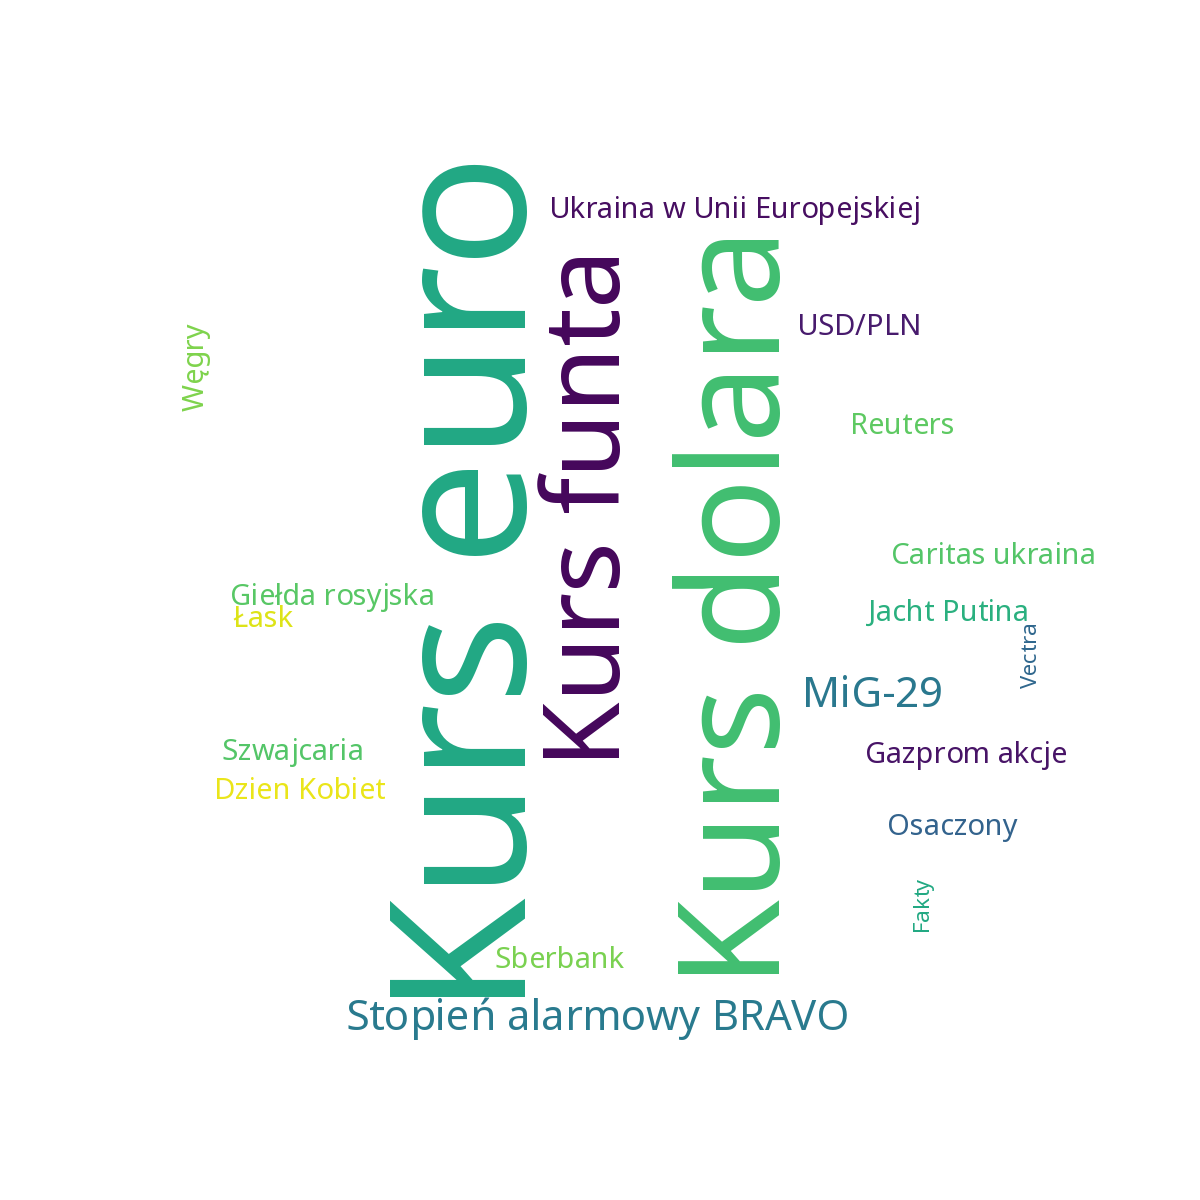 Ukraina w Unii Europejskiej
Kurs euro
Kurs funta
Kurs dolara
USD/PLN
Węgry
Reuters
Caritas ukraina
Giełda rosyjska
Łask
Jacht Putina
Vectra
MiG-29
Szwajcaria
Gazprom akcje
Dzien Kobiet
Osaczony
Fakty
Sberbank
Stopień alarmowy BRAVO